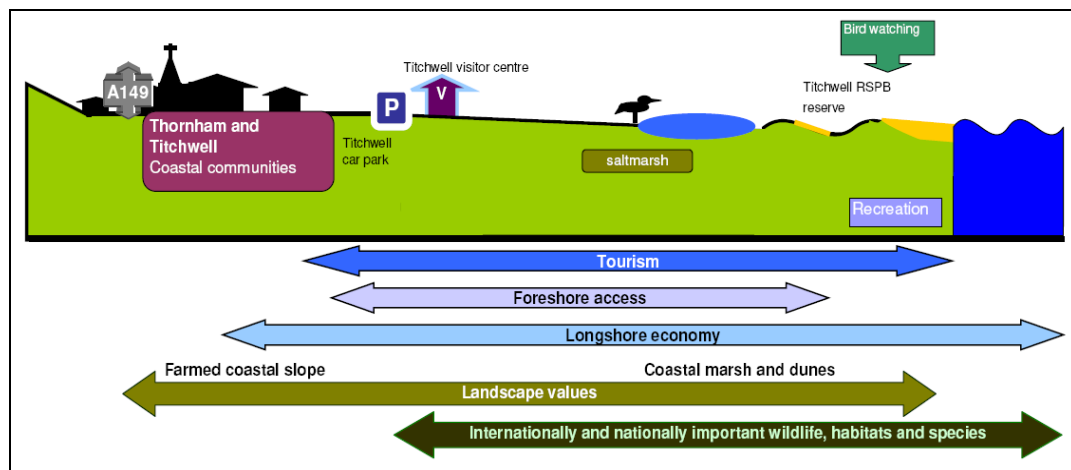 Bird watching
Titchwell visitor centre
A149
V
Titchwell RSPB
reserve
P
Thornham and
Titchwell
Coastal communities
Titchwell
car park
saltmarsh
Recreation
Tourism
Foreshore access
Longshore economy
Farmed coastal slope
Coastal marsh and dunes
Landscape values
Internationally and nationally important wildlife, habitats and species